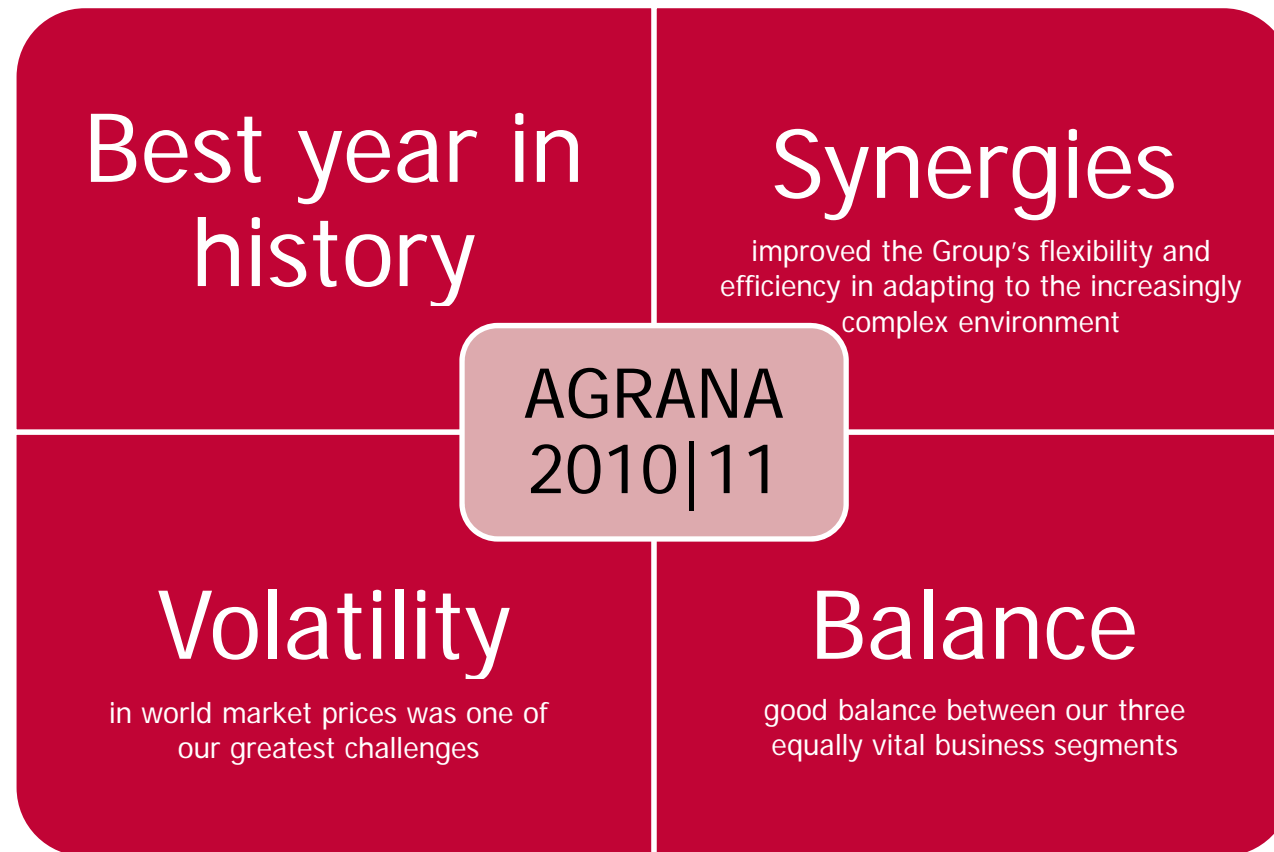 Best year in
history
Synergies
improved the Group's flexibility and
efficiency in adapting to the increasingly
complex environment
AGRANA
2010|11
Volatility
in world market prices was one of
our greatest challenges
Balance
good balance between our three
equally vital business segments